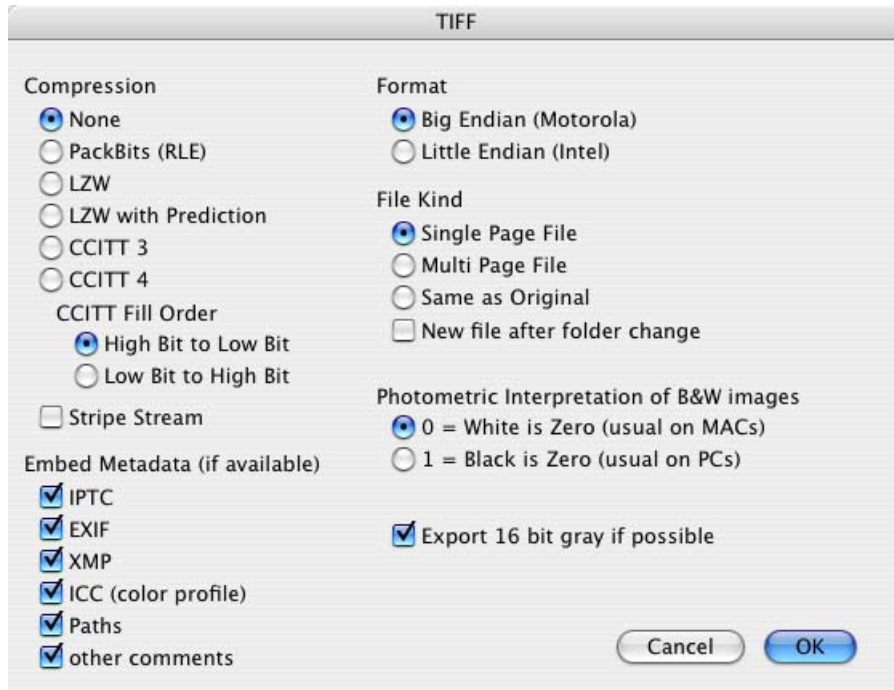 TIFF
Compression
None
PackBits (RLE)
LZW
LZW with Prediction
CCITT 3
CCITT 4
CCITT Fill Order
High Bit to Low Bit
Low Bit to High Bit
Stripe Stream
Embed Metadata (if available)
IPTC
EXIF
XMP
ICC (color profile)
Paths
other comments
Format
Big Endian (Motorola)
Little Endian (Intel)
File Kind
Single Page File
Multi Page File
Same as Original
New file after folder change
Photometric Interpretation of B&W images
0 = White is Zero (usual on MACs)
1 = Black is Zero (usual on PCs)
Export 16 bit gray if possible
Cancel
OK